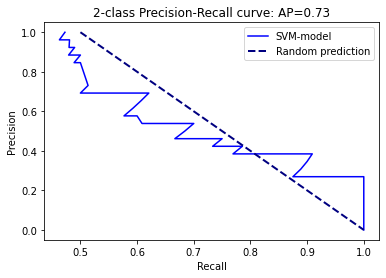 2-class Precision-Recall curve: AP=0.73
SVM-model
Random prediction
Precision
1.0
0.8
0.6
0.4
0.2
0.0
0.5
0.6
0.7
0.8
0.9
1.0
Recall